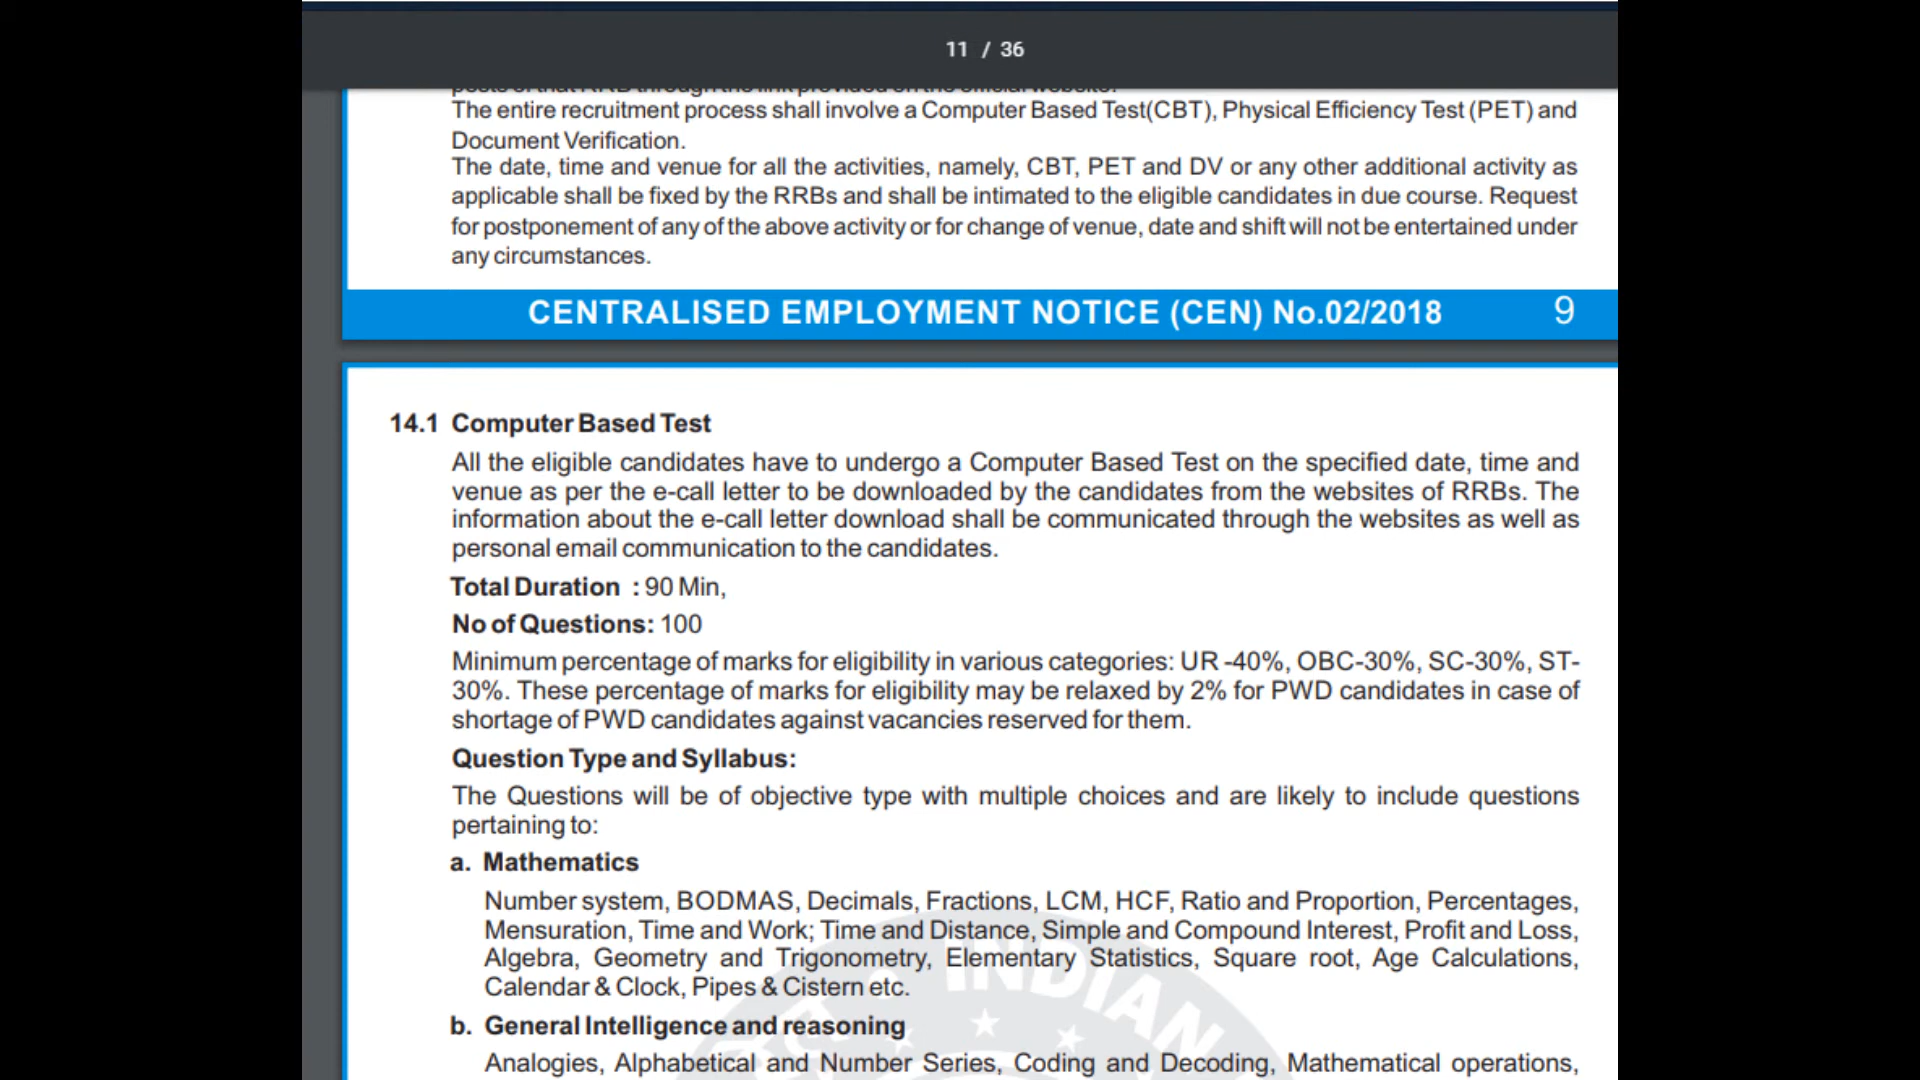 11 / 36
posts of that RRB through the link provided on the official website.
The entire recruitment process shall involve a Computer Based Test(CBT), Physical Efficiency Test (PET) and
Document Verification.
The date, time and venue for all the activities, namely, CBT, PET and DV or any other additional activity as
applicable shall be fixed by the RRBs and shall be intimated to the eligible candidates in due course. Request
for postponement of any of the above activity or for change of venue, date and shift will not be entertained under
any circumstances.
CENTRALISED EMPLOYMENT NOTICE (CEN) No.02/2018 9
14.1 Computer Based Test
All the eligible candidates have to undergo a Computer Based Test on the specified date, time and
venue as per the e-call letter to be downloaded by the candidates from the websites of RRBs. The
information about the e-call letter download shall be communicated through the websites as well as
personal email communication to the candidates.
Total Duration : 90 Min,
No of Questions: 100
Minimum percentage of marks for eligibility in various categories: UR -40%, OBC-30%, SC-30%, ST-
30%. These percentage of marks for eligibility may be relaxed by 2% for PWD candidates in case of
shortage of PWD candidates against vacancies reserved for them.
Question Type and Syllabus:
The Questions will be of objective type with multiple choices and are likely to include questions
pertaining to:
a. Mathematics
Number system, BODMAS, Decimals, Fractions, LCM, HCF, Ratio and Proportion, Percentages,
Mensuration, Time and Work; Time and Distance, Simple and Compound Interest, Profit and Loss,
Algebra, Geometry and Trigonometry, Elementary Statistics, Square root, Age Calculations,
Calendar & Clock, Pipes & Cistern etc.
INDIAN
b. General Intelligence and reasoning
Analogies, Alphabetical and Number Series, Coding and Decoding, Mathematical operations,